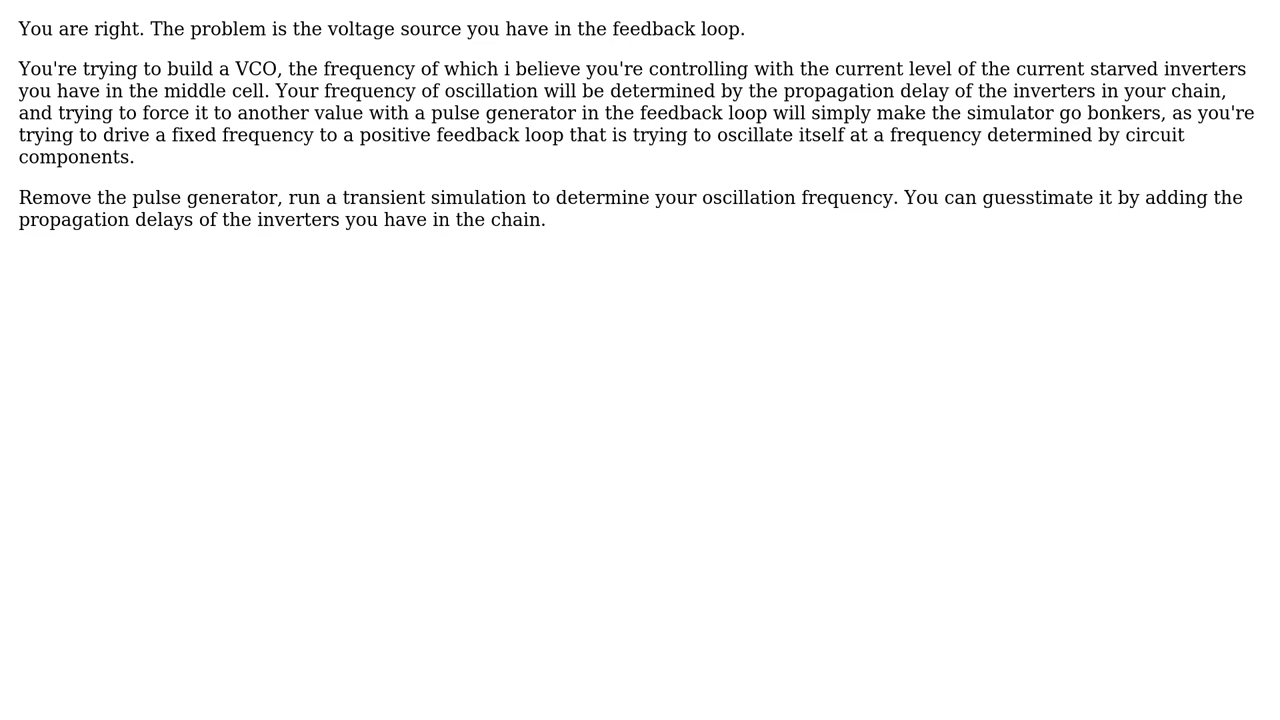 You are right. The problem is the voltage source you have in the feedback loop.
You're trying to build a VCO, the frequency of which i believe you're controlling with the current level of the current starved inverters
you have in the middle cell. Your frequency of oscillation will be determined by the propagation delay of the inverters in your chain,
and trying to force it to another value with a pulse generator in the feedback loop will simply make the simulator go bonkers, as you're
trying to drive a fixed frequency to a positive feedback loop that is trying to oscillate itself at a frequency determined by circuit
components.
Remove the pulse generator, run a transient simulation to determine your oscillation frequency. You can guesstimate it by adding the
propagation delays of the inverters you have in the chain.